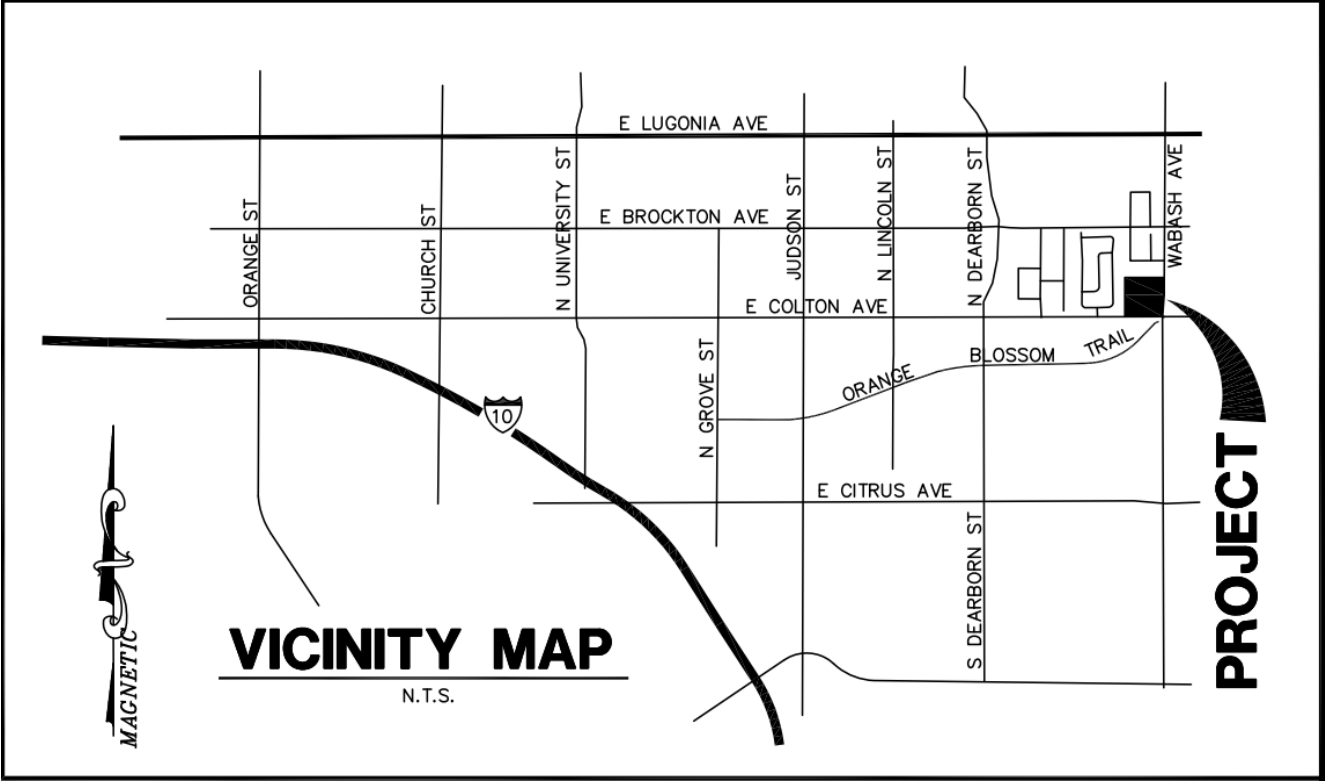 E LUGONIA AVE
ORANGE ST
CHURCH ST
N UNIVERSITY ST
E BROCKTON AVE
JUDSON ST
N LINCOLN ST
N DEARBORN ST
WABASH AVE
E COLTON AVE
N GROVE ST
ORANGE BLOSSOM TRAIL
10
E CITRUS AVE
S DEARBORN ST
PROJECT
MAGNETIC
VICINITY MAP
N.T.S.